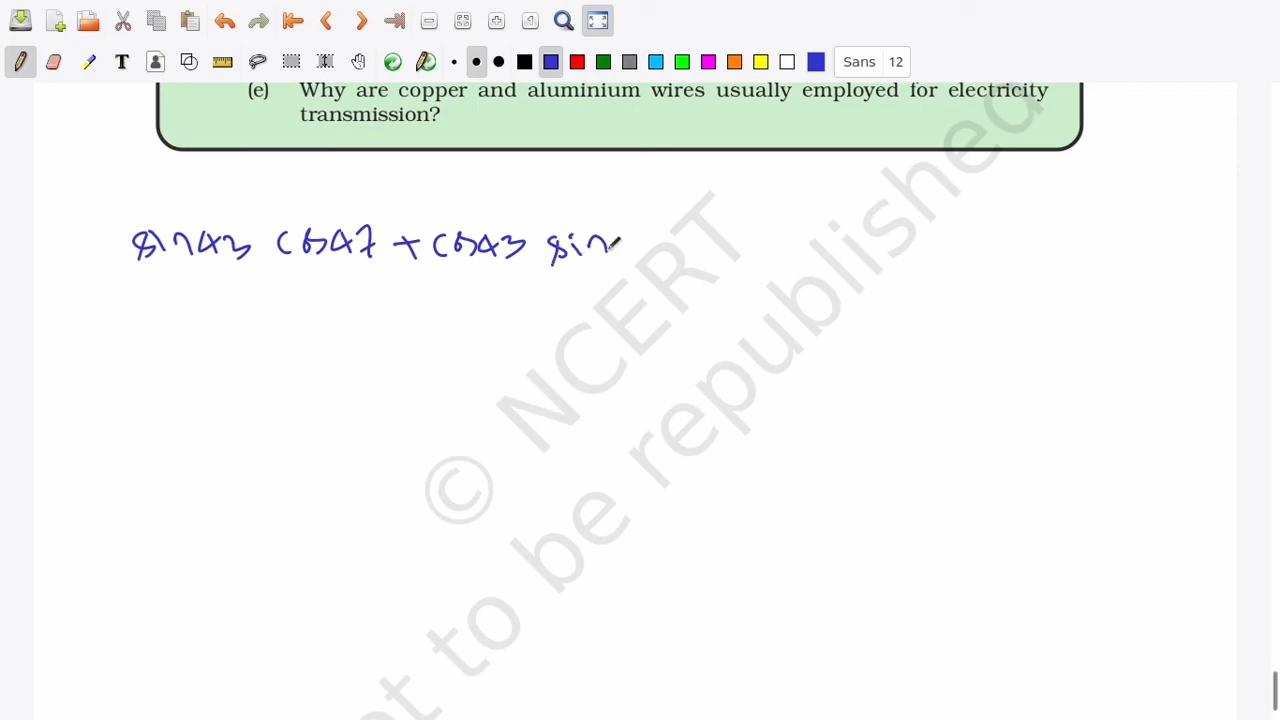 Sans 12
(e) Why are copper and aluminium wires usually employed for electricity
transmission?
sin43 cos47 + cos43 sin
© NCERT
not to be republished